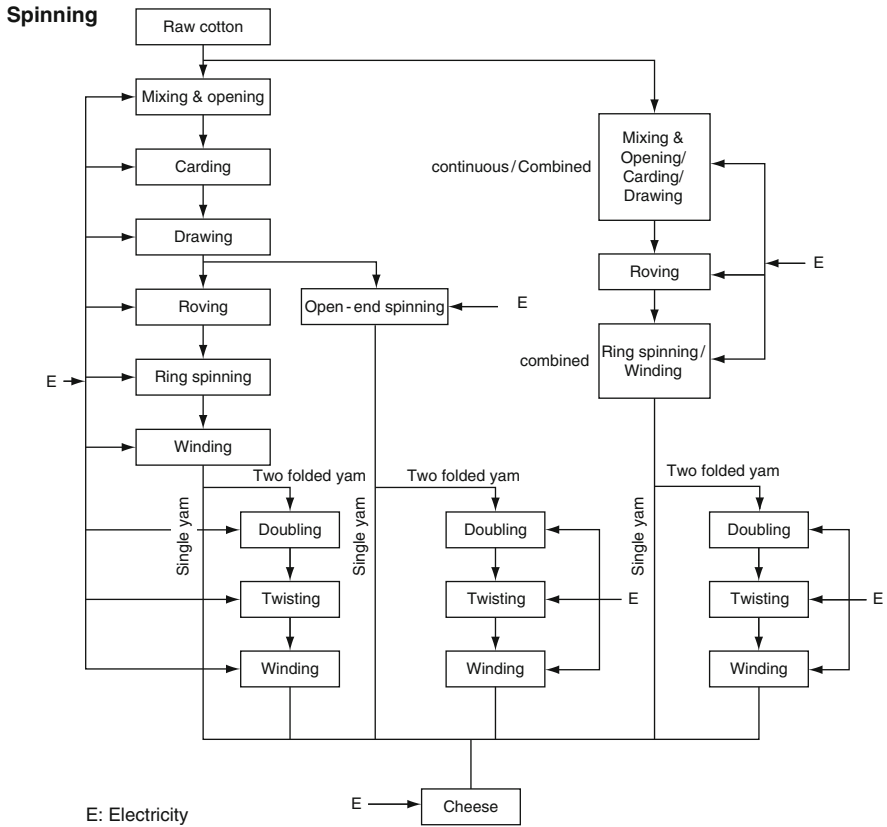 Spinning
Raw cotton
Mixing & opening
Carding
Drawing
Roving
Ring spinning
Winding
E
Open-end spinning
E
continuous/Combined
Mixing &
Opening/
Carding/
Drawing
Roving
E
combined
Ring spinning/
Winding
Two folded yam
Single yam
Doubling
Twisting
Winding
Two folded yam
Single yam
Doubling
Twisting
Winding
E
Two folded yam
Single yam
Doubling
Twisting
Winding
E
E
Cheese
E: Electricity